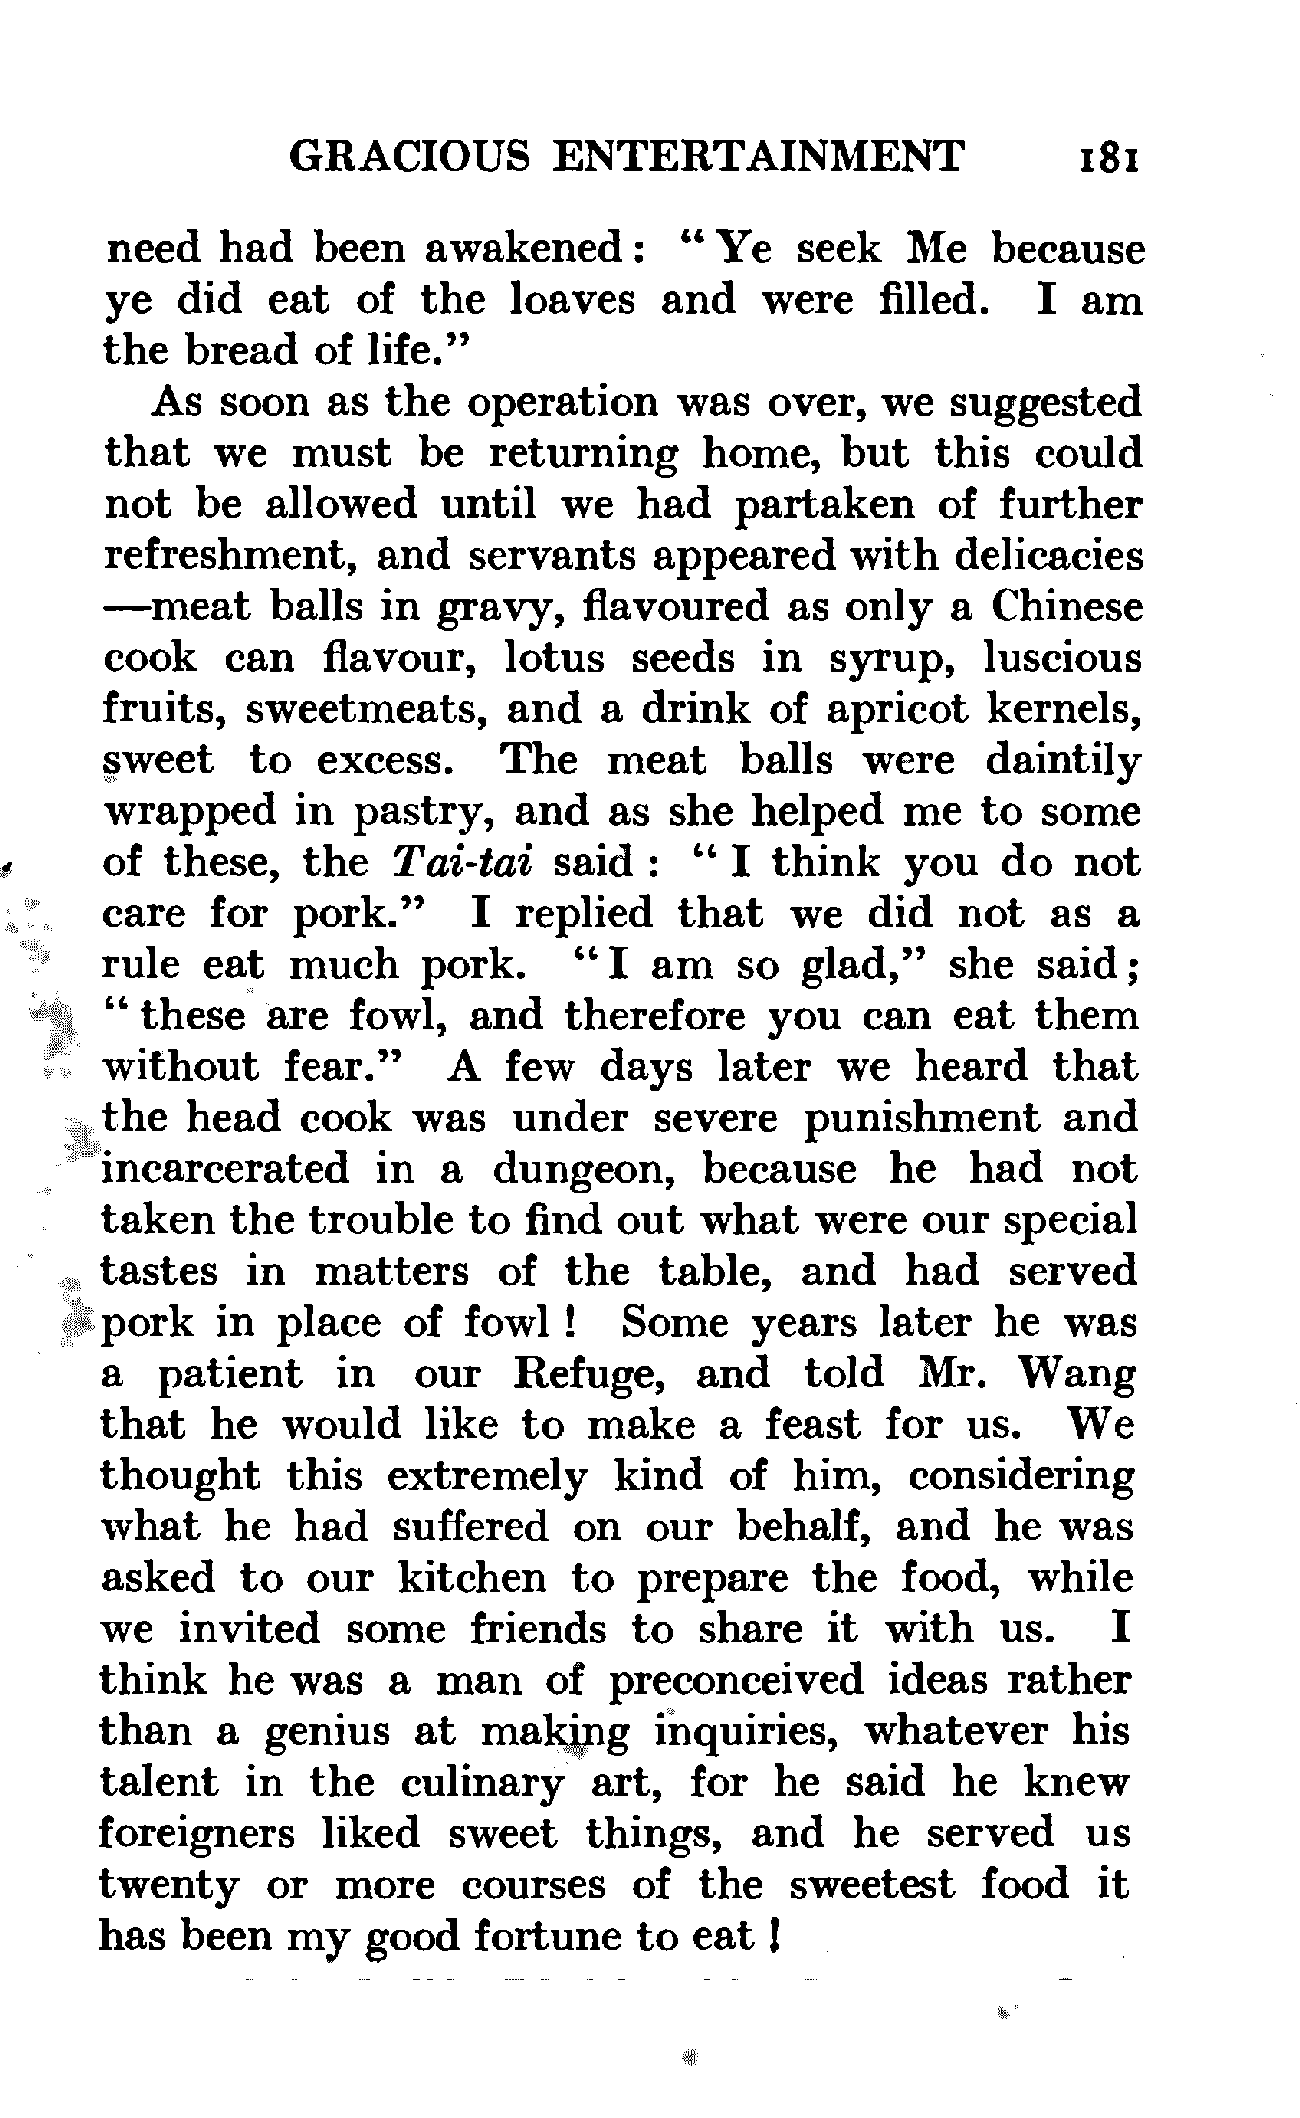 GRACIOUS ENTERTAINMENT 181
need had been awakened : “ Ye seek Me because
ye did eat of the loaves and were filled. I am
the bread of life.”
As soon as the operation was over, we suggested
that we must be returning home, but this could
not be allowed until we had partaken of further
refreshment, and servants appeared with delicacies
—meat balls in gravy, flavoured as only a Chinese
cook can flavour, lotus seeds in syrup, luscious
fruits, sweetmeats, and a drink of apricot kernels,
sweet to excess. The meat balls were daintily
wrapped in pastry, and as she helped me to some
of these, the Tai-tai said : “ I think you do not
care for pork.” I replied that we did not as a
rule eat much pork. “ I am so glad,” she said ;
“ these are fowl, and therefore you can eat them
without fear.” A few days later we heard that
the head cook was under severe punishment and
incarcerated in a dungeon, because he had not
taken the trouble to find out what were our special
tastes in matters of the table, and had served
pork in place of fowl ! Some years later he was
a patient in our Refuge, and told Mr. Wang
that he would like to make a feast for us. We
thought this extremely kind of him, considering
what he had suffered on our behalf, and he was
asked to our kitchen to prepare the food, while
we invited some friends to share it with us. I
think he was a man of preconceived ideas rather
than a genius at making inquiries, whatever his
talent in the culinary art, for he said he knew
foreigners liked sweet things, and he served us
twenty or more courses of the sweetest food it
has been my good fortune to eat !